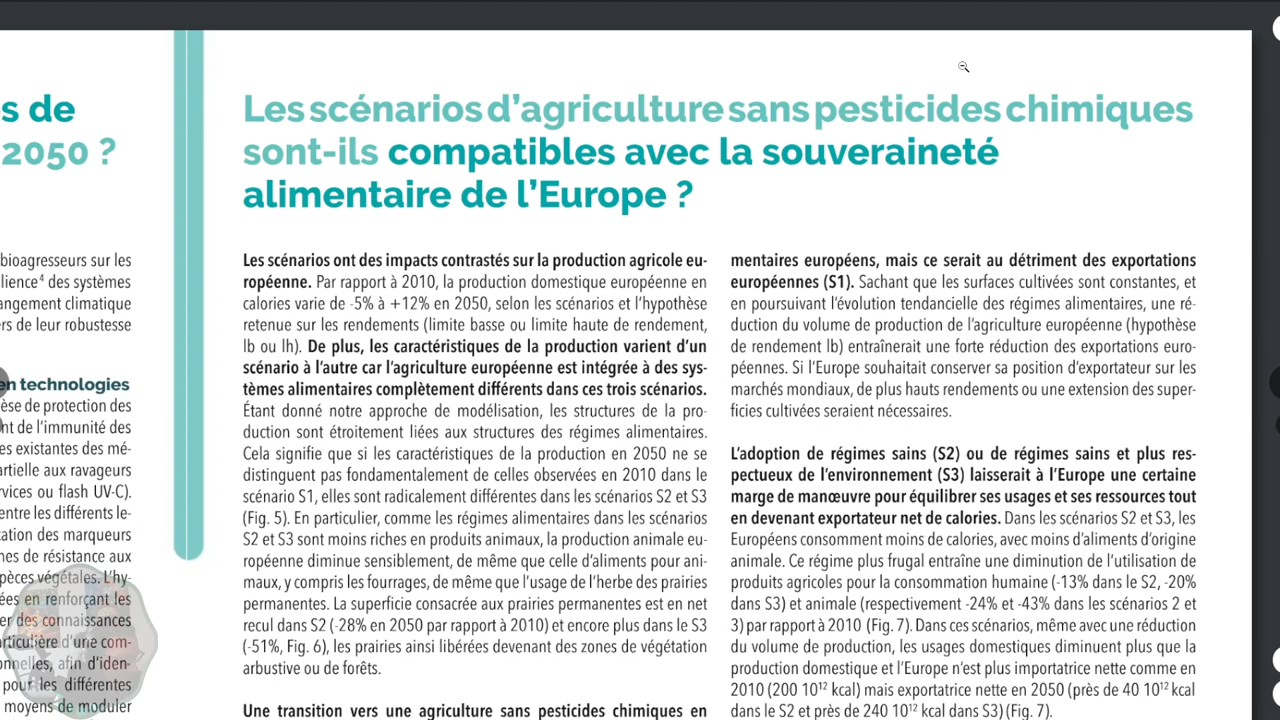 s de
2050 ?
bioagresseurs sur les
lience⁴ des systèmes
angement climatique
rs de leur robustesse
en technologies
èse de protection des
nt de l'immunité des
es existantes des mé-
artielle aux ravageurs
rvices ou flash UV-C).
entre les différents le-
tation des marqueurs
nes de résistance aux
pèces végétales. L'hy-
ées en renforçant les
er des connaissances
articulière d'une com-
onnelles, afin d'iden-
pour les différentes
moyens de moduler
Les scénarios d'agriculture sans pesticides chimiques
sont-ils compatibles avec la souveraineté
alimentaire de l'Europe ?
Les scénarios ont des impacts contrastés sur la production agricole eu-
ropéenne. Par rapport à 2010, la production domestique européenne en
calories varie de -5% à +12% en 2050, selon les scénarios et l'hypothèse
retenue sur les rendements (limite basse ou limite haute de rendement,
lb ou lh). De plus, les caractéristiques de la production varient d'un
scénario à l'autre car l'agriculture européenne est intégrée à des sys-
tèmes alimentaires complètement différents dans ces trois scénarios.
Étant donné notre approche de modélisation, les structures de la pro-
duction sont étroitement liées aux structures des régimes alimentaires.
Cela signifie que si les caractéristiques de la production en 2050 ne se
distinguent pas fondamentalement de celles observées en 2010 dans le
scénario S1, elles sont radicalement différentes dans les scénarios S2 et S3
(Fig. 5). En particulier, comme les régimes alimentaires dans les scénarios
S2 et S3 sont moins riches en produits animaux, la production animale eu-
ropéenne diminue sensiblement, de même que celle d'aliments pour ani-
maux, y compris les fourrages, de même que l'usage de l'herbe des prairies
permanentes. La superficie consacrée aux prairies permanentes est en net
recul dans S2 (-28% en 2050 par rapport à 2010) et encore plus dans le S3
(-51%, Fig. 6), les prairies ainsi libérées devenant des zones de végétation
arbustive ou de forêts.
Une transition vers une agriculture sans pesticides chimiques en
mentaires européens, mais ce serait au détriment des exportations
européennes (S1). Sachant que les surfaces cultivées sont constantes, et
en poursuivant l'évolution tendancielle des régimes alimentaires, une ré-
duction du volume de production de l'agriculture européenne (hypothèse
de rendement lb) entraînerait une forte réduction des exportations euro-
péennes. Si l'Europe souhaitait conserver sa position d'exportateur sur les
marchés mondiaux, de plus hauts rendements ou une extension des super-
ficies cultivées seraient nécessaires.
L'adoption de régimes sains (S2) ou de régimes sains et plus res-
pectueux de l'environnement (S3) laisserait à l'Europe une certaine
marge de manœuvre pour équilibrer ses usages et ses ressources tout
en devenant exportateur net de calories. Dans les scénarios S2 et S3, les
Européens consomment moins de calories, avec moins d'aliments d'origine
animale. Ce régime plus frugal entraîne une diminution de l'utilisation de
produits agricoles pour la consommation humaine (-13% dans le S2, -20%
dans S3) et animale (respectivement -24% et -43% dans les scénarios 2 et
3) par rapport à 2010 (Fig. 7). Dans ces scénarios, même avec une réduction
du volume de production, les usages domestiques diminuent plus que la
production domestique et l'Europe n'est plus importatrice nette comme en
2010 (200 10¹² kcal) mais exportatrice nette en 2050 (près de 40 10¹² kcal
dans le S2 et près de 240 10¹² kcal dans S3) (Fig. 7).